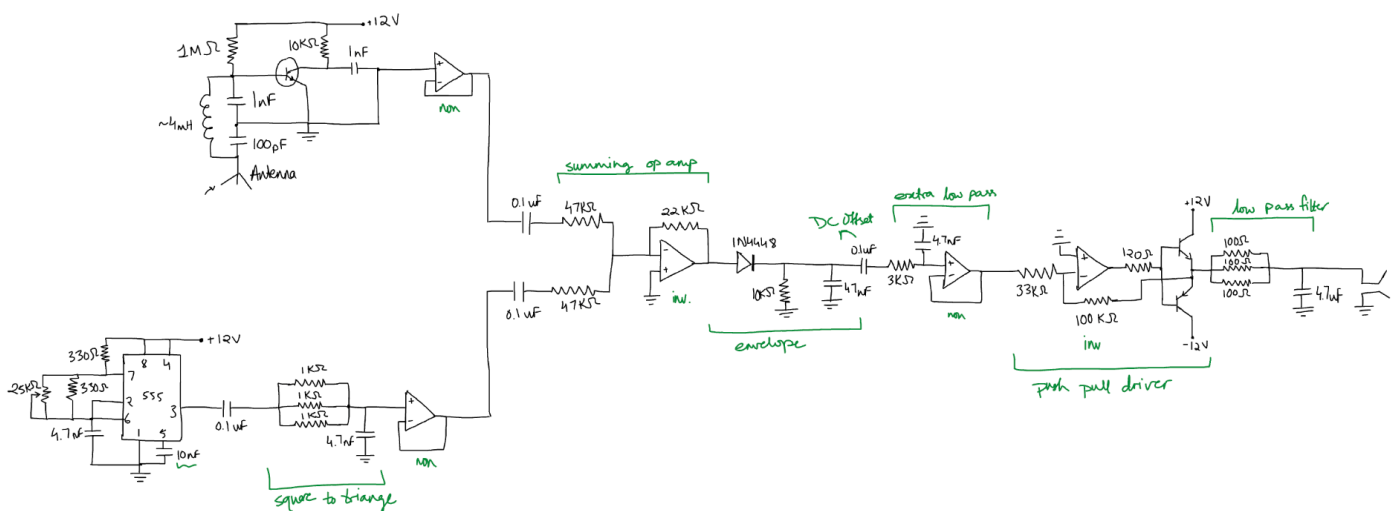 +12V
1MΩ
10KΩ
1nF
1nF
~4mH
100pF
Antenna
+
-
non
0.1uF
47KΩ
summing op amp
22KΩ
-
+
inv.
0.1uF
47KΩ
1N4448
10KΩ
47nF
envelope
DC Offset
0.1uF
extra low pass
4.7nF
3KΩ
+
-
non
33KΩ
+
-
120Ω
100KΩ
inv
push pull driver
+12V
-12V
low pass filter
100Ω
100Ω
100Ω
4.7uF
+12V
330Ω
25KΩ
330Ω
8 4
7
555
2
6
3
1 5
4.7nF
10nF
0.1uF
1KΩ
1KΩ
1KΩ
4.7nF
square to triange
+
-
non